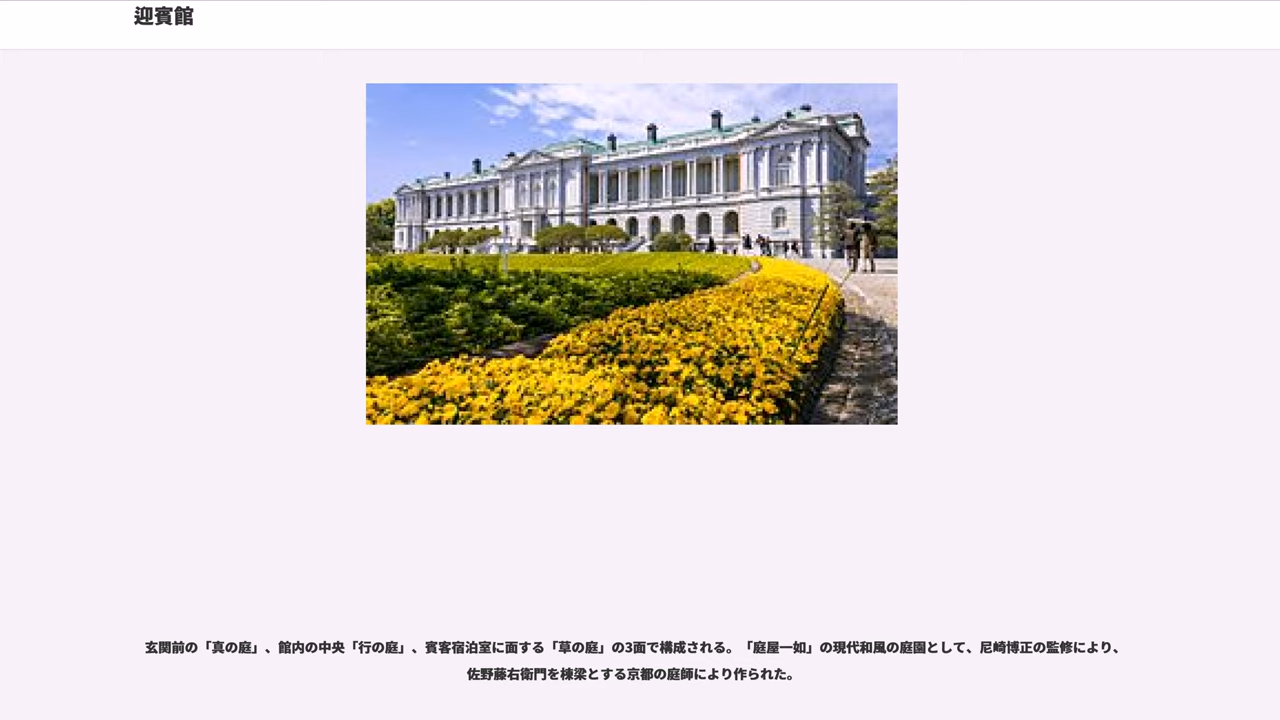 迎賓館
玄関前の「真の庭」、館内の中央「行の庭」、賓客宿泊室に面する「草の庭」の3面で構成される。「庭屋一如」の現代和風の庭園として、尼崎博正の監修により、
佐野藤右衛門を棟梁とする京都の庭師により作られた。